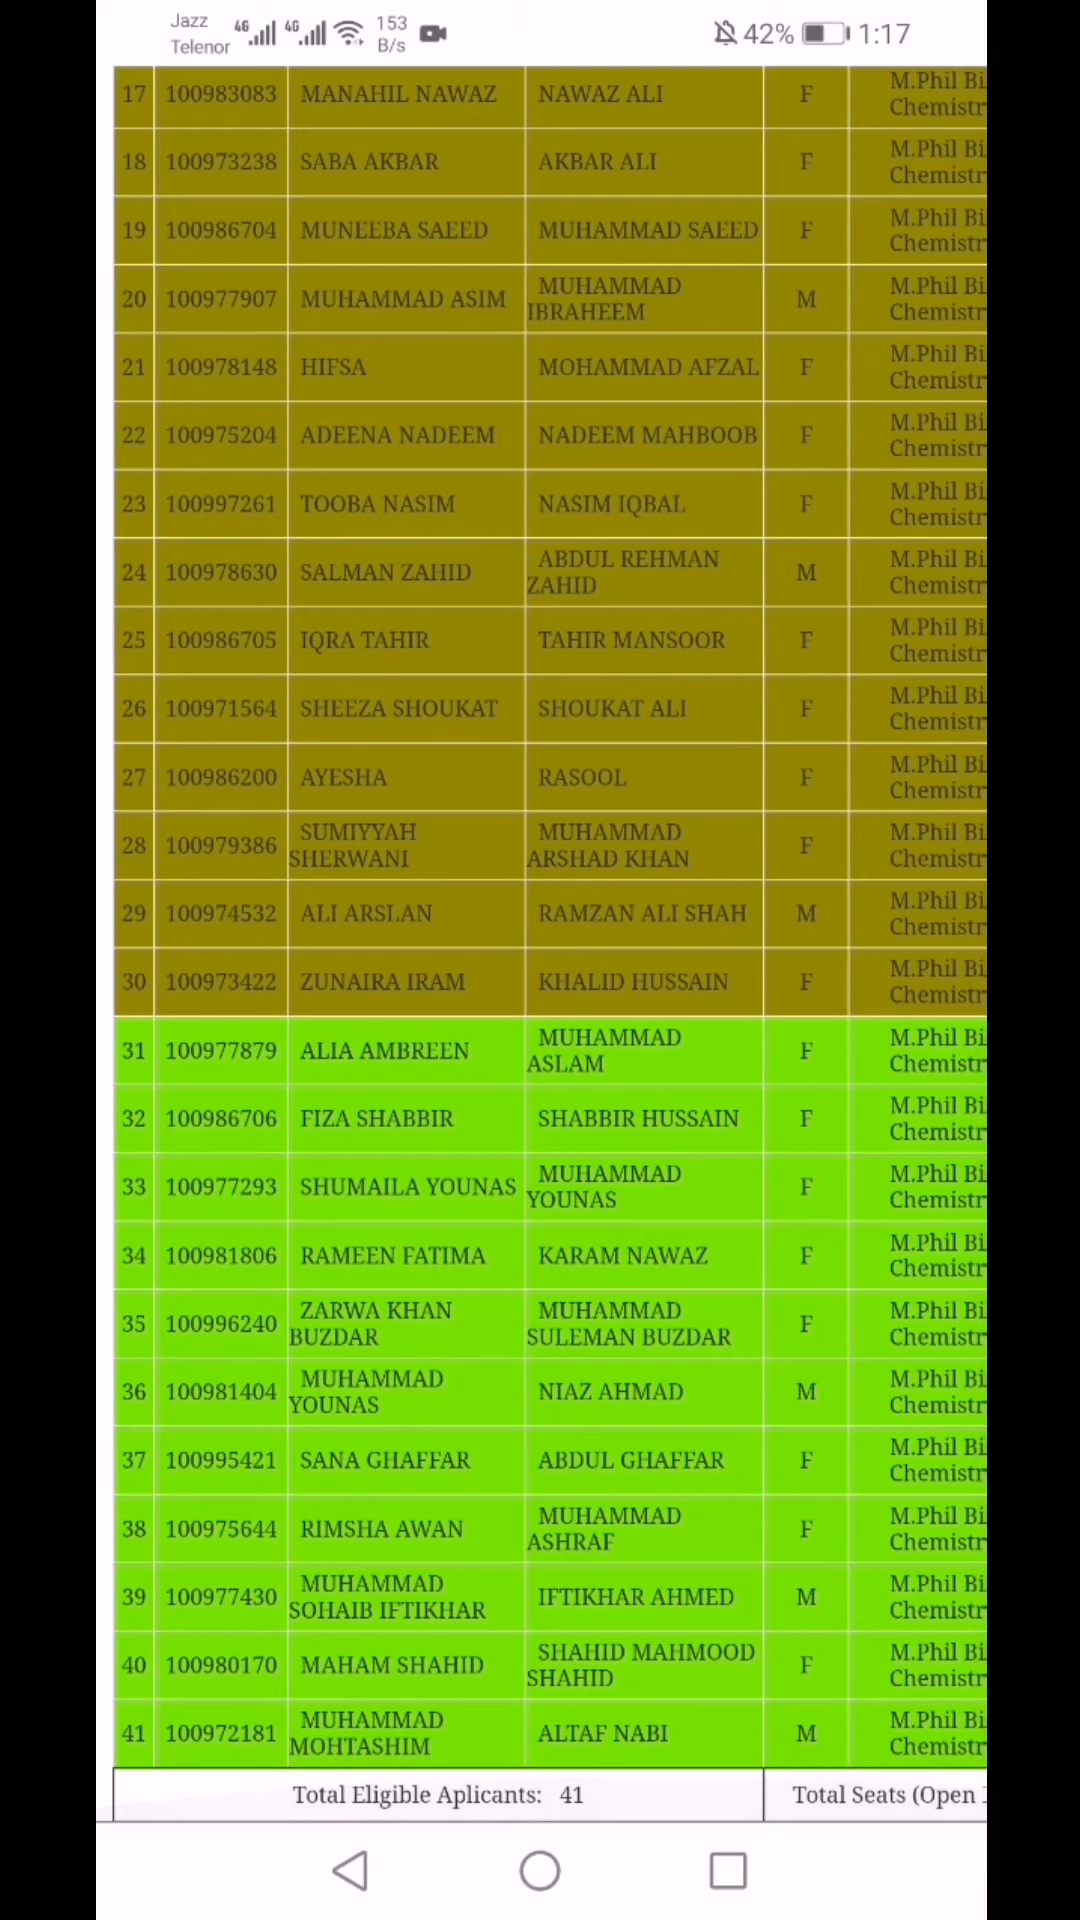 Jazz
Telenor
4G
4G
153
B/s
42%
1:17
17 100983083 MANAHIL NAWAZ NAWAZ ALI F M.Phil Bi
Chemistr
18 100973238 SABA AKBAR AKBAR ALI F M.Phil Bi
Chemistr
19 100986704 MUNEEBA SAEED MUHAMMAD SAEED F M.Phil Bi
Chemistr
20 100977907 MUHAMMAD ASIM MUHAMMAD
IBRAHEEM M M.Phil Bi
Chemistr
21 100978148 HIFSA MOHAMMAD AFZAL F M.Phil Bi
Chemistr
22 100975204 ADEENA NADEEM NADEEM MAHBOOB F M.Phil Bi
Chemistr
23 100997261 TOOBA NASIM NASIM IQBAL F M.Phil Bi
Chemistr
24 100978630 SALMAN ZAHID ABDUL REHMAN
ZAHID M M.Phil Bi
Chemistr
25 100986705 IQRA TAHIR TAHIR MANSOOR F M.Phil Bi
Chemistr
26 100971564 SHEEZA SHOUKAT SHOUKAT ALI F M.Phil Bi
Chemistr
27 100986200 AYESHA RASOOL F M.Phil Bi
Chemistr
28 100979386 SUMIYYAH
SHERWANI MUHAMMAD
ARSHAD KHAN F M.Phil Bi
Chemistr
29 100974532 ALI ARSLAN RAMZAN ALI SHAH M M.Phil Bi
Chemistr
30 100973422 ZUNAIRA IRAM KHALID HUSSAIN F M.Phil Bi
Chemistr
31 100977879 ALIA AMBREEN MUHAMMAD
ASLAM F M.Phil Bi
Chemistr
32 100986706 FIZA SHABBIR SHABBIR HUSSAIN F M.Phil Bi
Chemistr
33 100977293 SHUMAILA YOUNAS MUHAMMAD
YOUNAS F M.Phil Bi
Chemistr
34 100981806 RAMEEN FATIMA KARAM NAWAZ F M.Phil Bi
Chemistr
35 100996240 ZARWA KHAN
BUZDAR MUHAMMAD
SULEMAN BUZDAR F M.Phil Bi
Chemistr
36 100981404 MUHAMMAD
YOUNAS NIAZ AHMAD M M.Phil Bi
Chemistr
37 100995421 SANA GHAFFAR ABDUL GHAFFAR F M.Phil Bi
Chemistr
38 100975644 RIMSHA AWAN MUHAMMAD
ASHRAF F M.Phil Bi
Chemistr
39 100977430 MUHAMMAD
SOHAIB IFTIKHAR IFTIKHAR AHMED M M.Phil Bi
Chemistr
40 100980170 MAHAM SHAHID SHAHID MAHMOOD
SHAHID F M.Phil Bi
Chemistr
41 100972181 MUHAMMAD
MOHTASHIM ALTAF NABI M M.Phil Bi
Chemistr
Total Eligible Aplicants: 41 Total Seats (Open